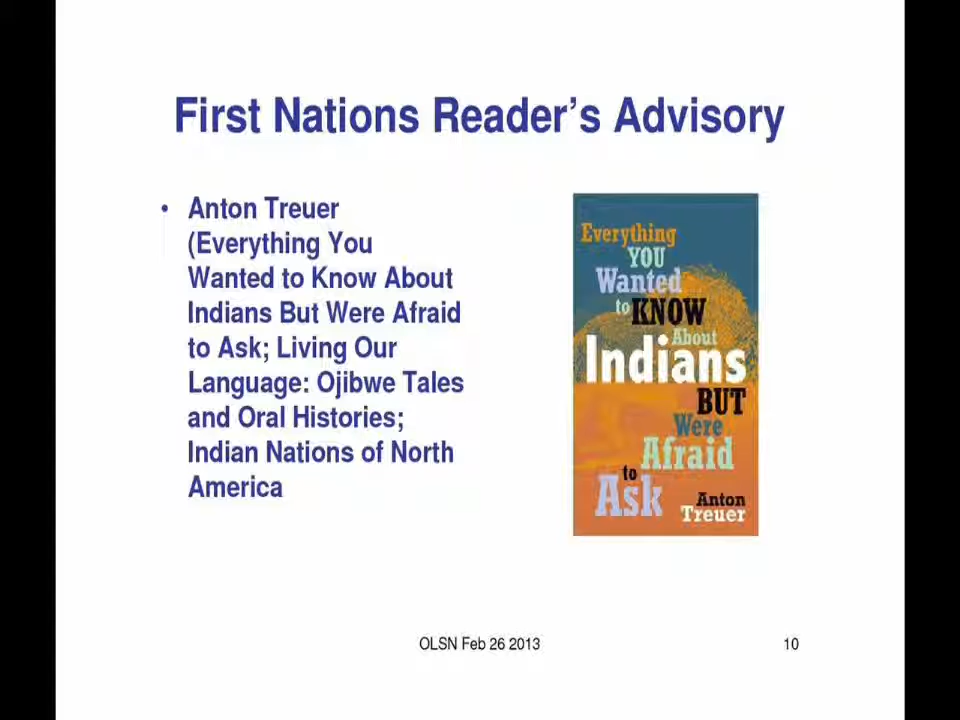 First Nations Reader's Advisory
• Anton Treuer
(Everything You
Wanted to Know About
Indians But Were Afraid
to Ask; Living Our
Language: Ojibwe Tales
and Oral Histories;
Indian Nations of North
America
Everything
YOU
Wanted
to KNOW
About
Indians
BUT
Were
Afraid
to
Ask
Anton
Treuer
OLSN Feb 26 2013
10